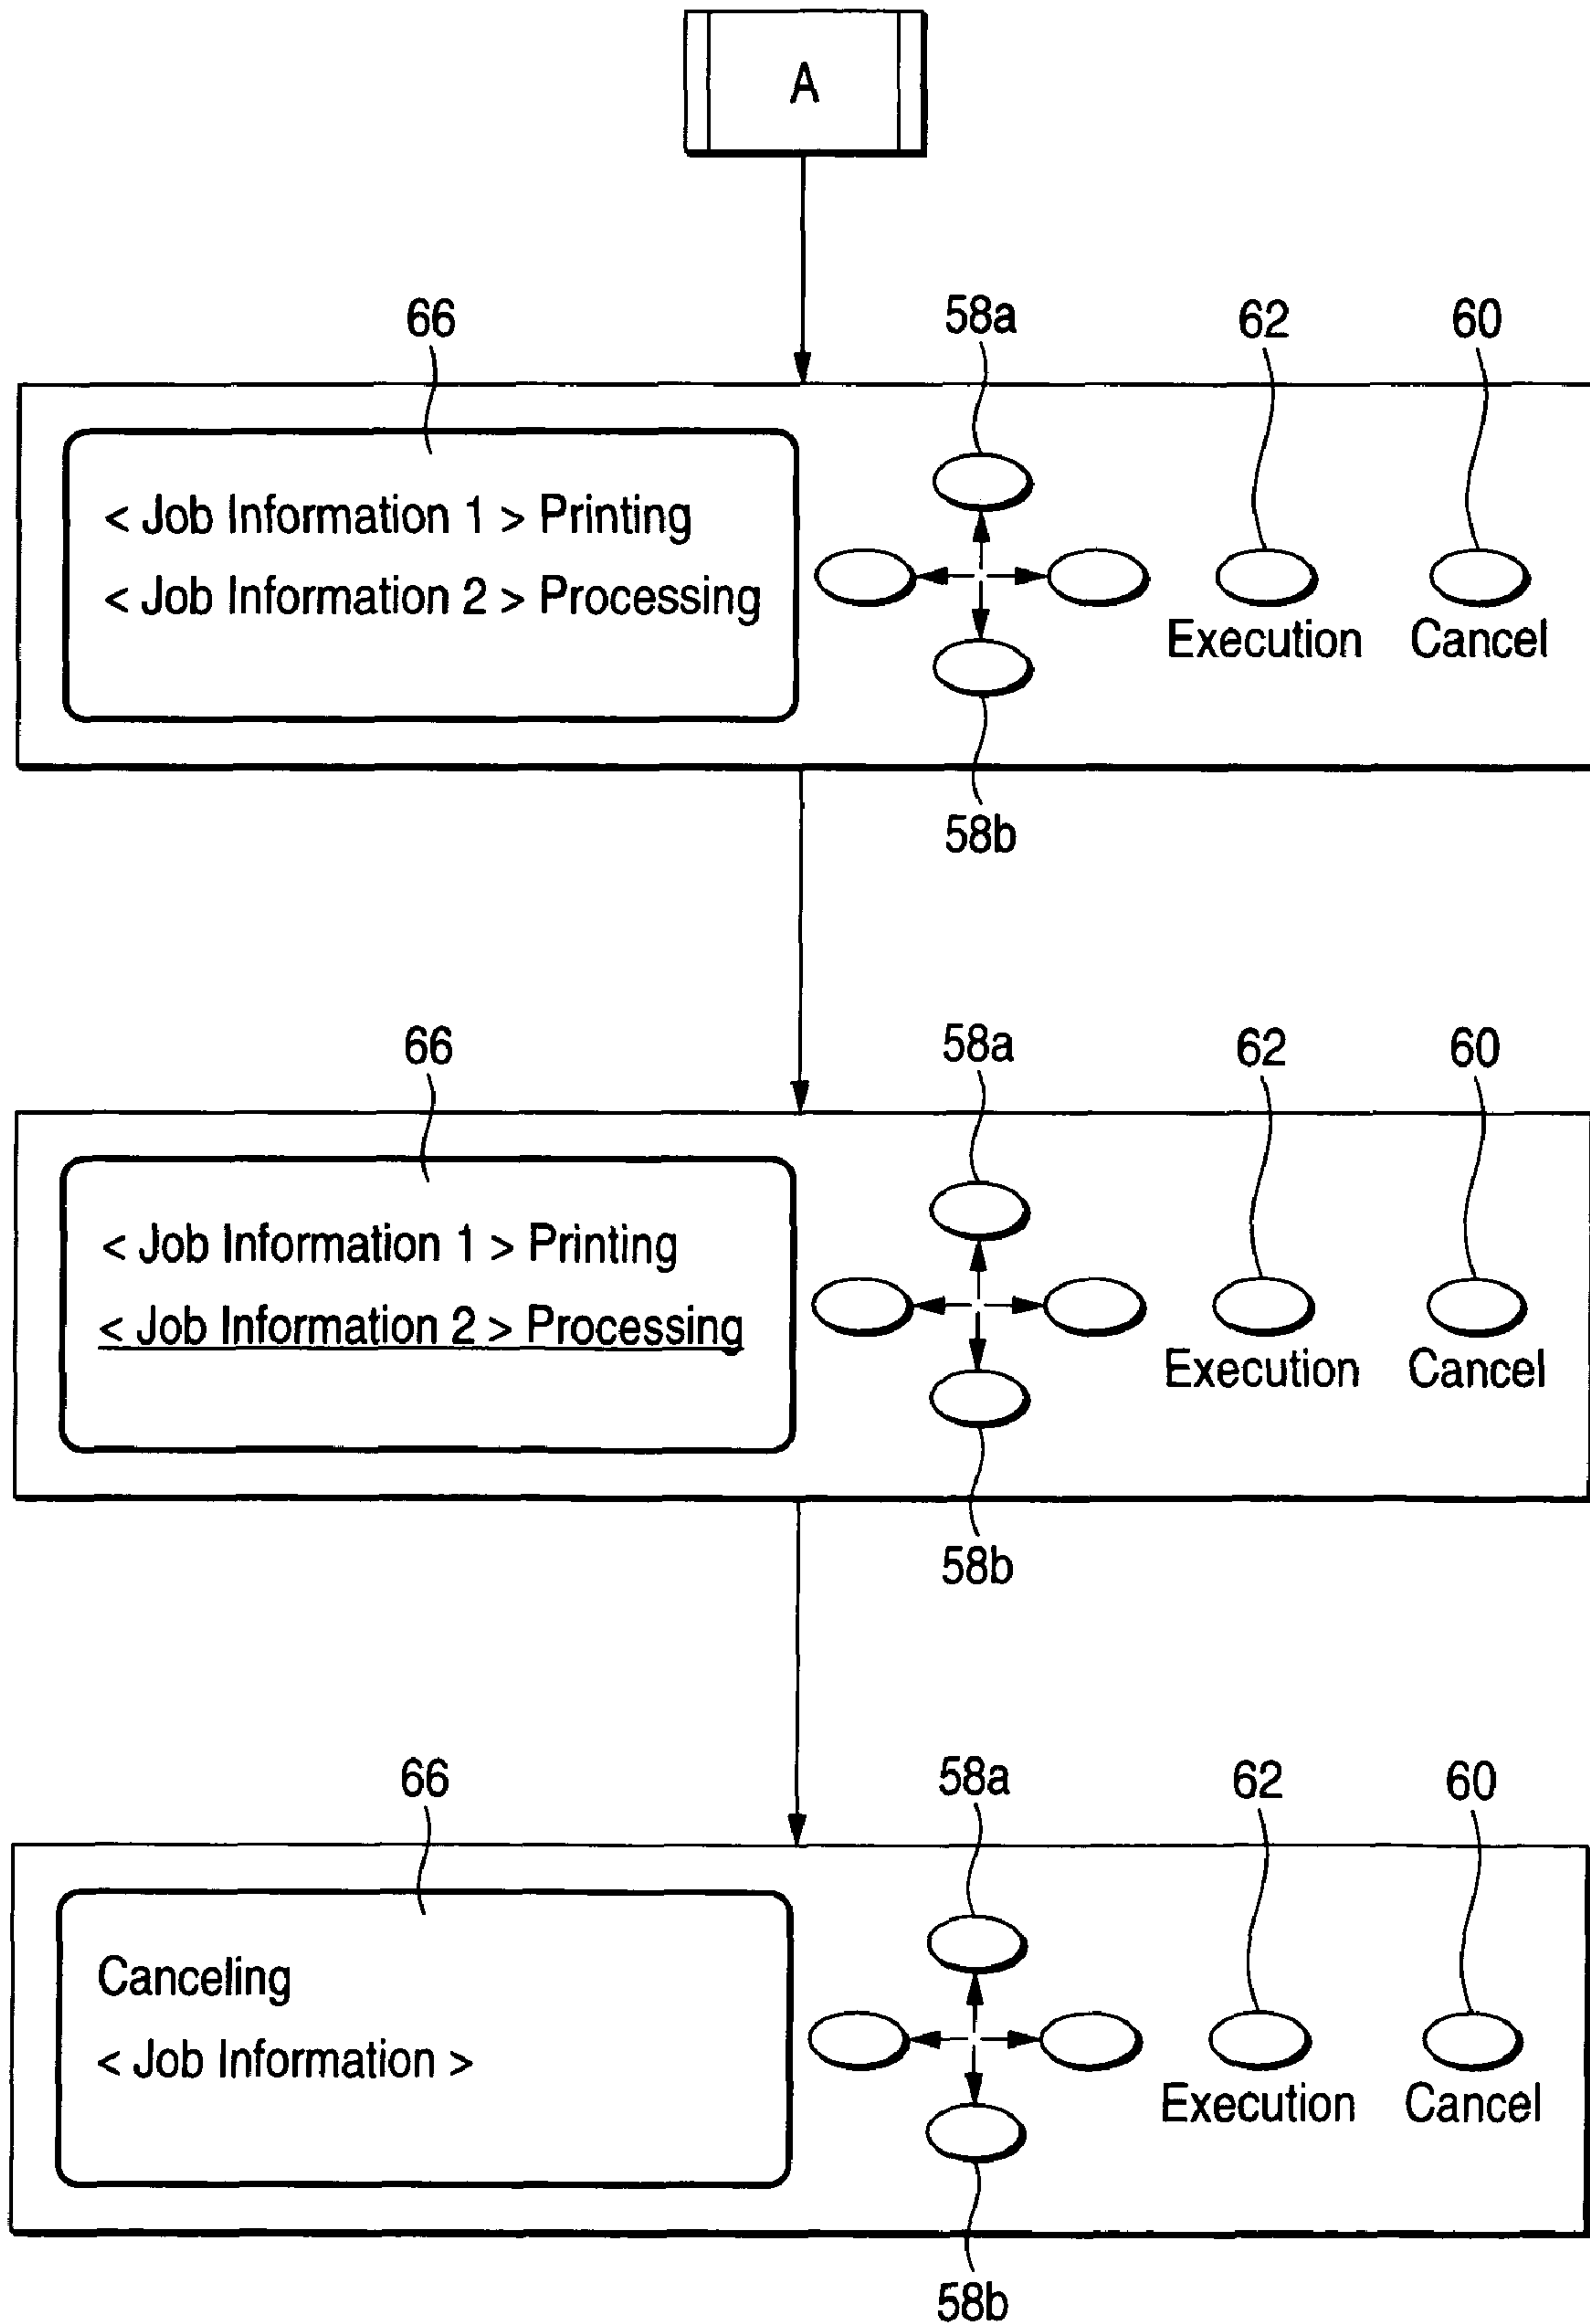 A
66 58a 62 60
< Job Information 1 > Printing
< Job Information 2 > Processing
Execution Cancel
58b
66 58a 62 60
< Job Information 1 > Printing
< Job Information 2 > Processing
Execution Cancel
58b
66 58a 62 60
Canceling
< Job Information >
Execution Cancel
58b